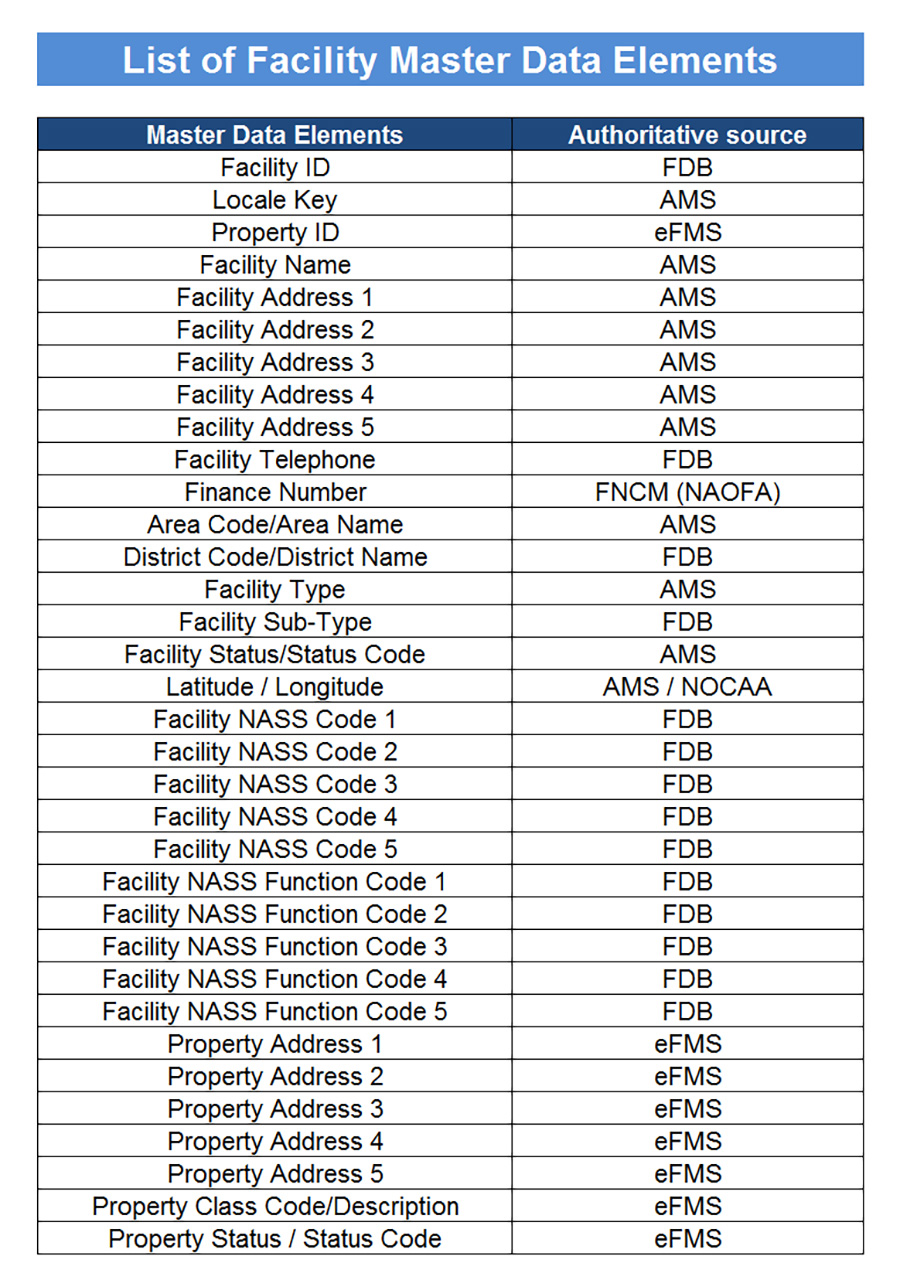 List of Facility Master Data Elements
Master Data Elements Authoritative source
Facility ID FDB
Locale Key AMS
Property ID eFMS
Facility Name AMS
Facility Address 1 AMS
Facility Address 2 AMS
Facility Address 3 AMS
Facility Address 4 AMS
Facility Address 5 AMS
Facility Telephone FDB
Finance Number FNCM (NAOFA)
Area Code/Area Name AMS
District Code/District Name FDB
Facility Type AMS
Facility Sub-Type FDB
Facility Status/Status Code AMS
Latitude / Longitude AMS / NOCAA
Facility NASS Code 1 FDB
Facility NASS Code 2 FDB
Facility NASS Code 3 FDB
Facility NASS Code 4 FDB
Facility NASS Code 5 FDB
Facility NASS Function Code 1 FDB
Facility NASS Function Code 2 FDB
Facility NASS Function Code 3 FDB
Facility NASS Function Code 4 FDB
Facility NASS Function Code 5 FDB
Property Address 1 eFMS
Property Address 2 eFMS
Property Address 3 eFMS
Property Address 4 eFMS
Property Address 5 eFMS
Property Class Code/Description eFMS
Property Status / Status Code eFMS